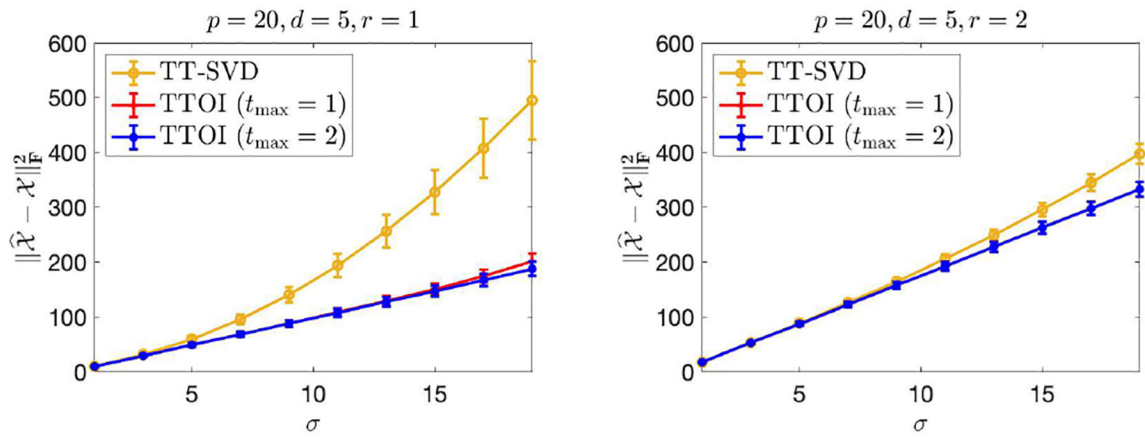 p = 20, d = 5, r = 1
600
500
400
300
200
100
0
5
10
15
σ
‖𝒳̂ − 𝒳‖²_F
TT-SVD
TTOI (t_max = 1)
TTOI (t_max = 2)
p = 20, d = 5, r = 2
600
500
400
300
200
100
0
5
10
15
σ
‖𝒳̂ − 𝒳‖²_F
TT-SVD
TTOI (t_max = 1)
TTOI (t_max = 2)